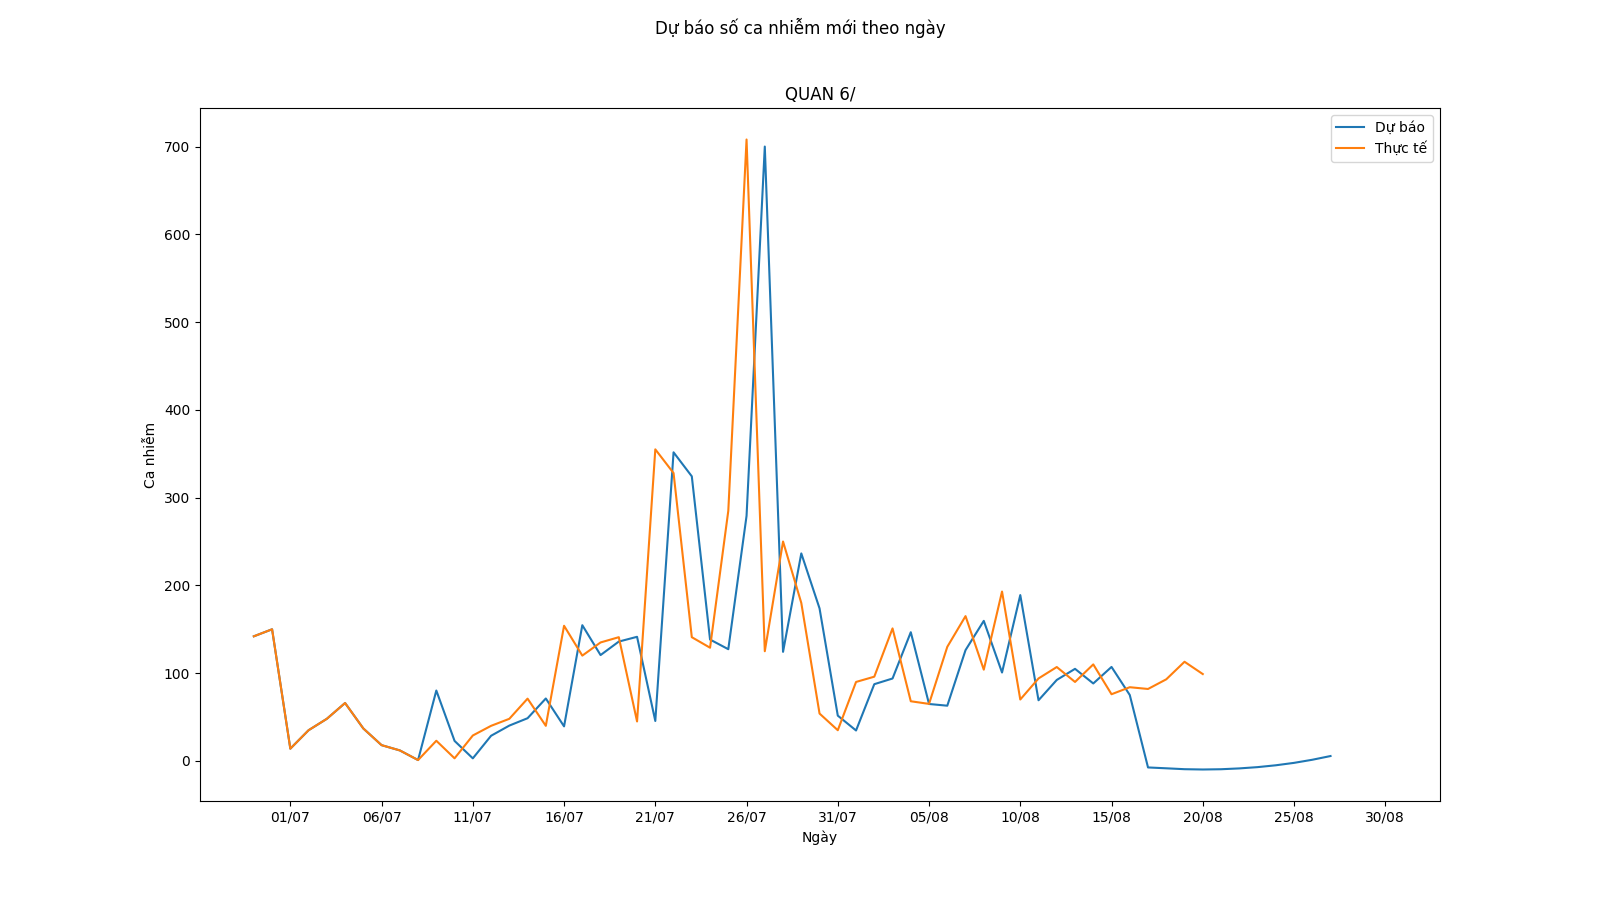 Dự báo số ca nhiễm mới theo ngày
QUAN 6/
Dự báo
Thực tế
700
600
500
400
300
200
100
0
Ca nhiễm
01/07 06/07 11/07 16/07 21/07 26/07 31/07 05/08 10/08 15/08 20/08 25/08 30/08
Ngày